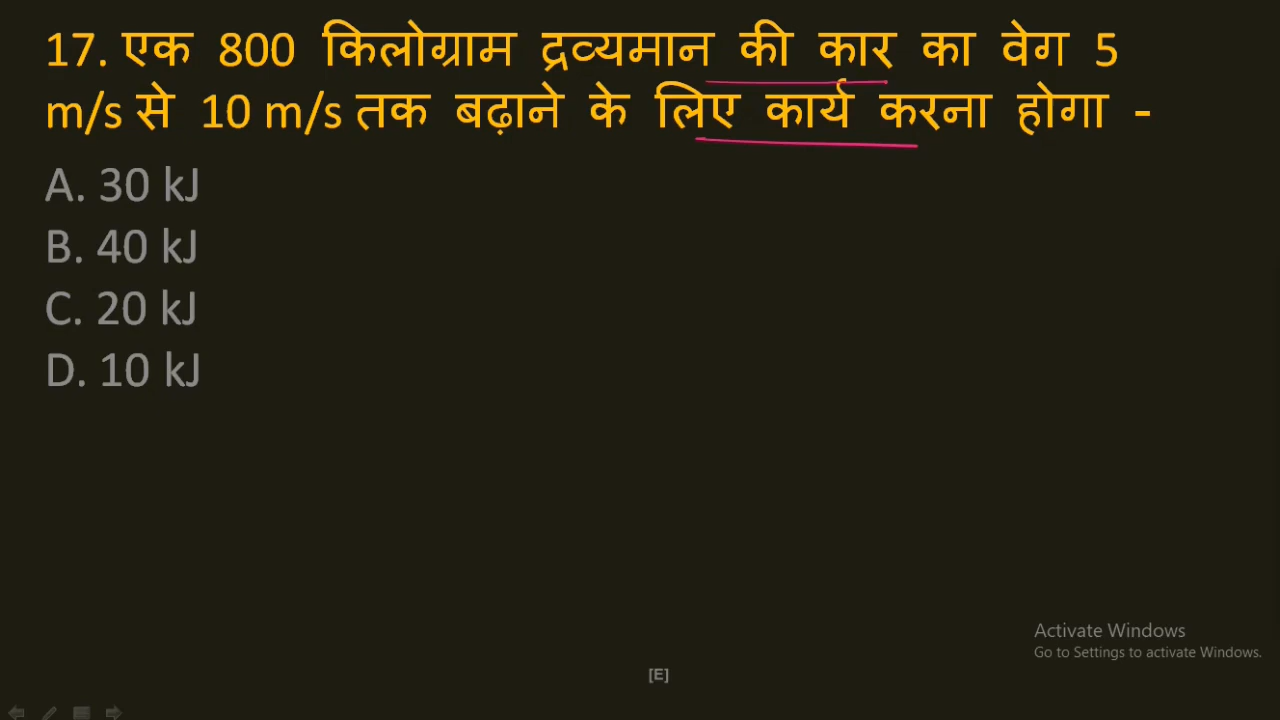 17. एक 800 किलोग्राम द्रव्यमान की कार का वेग 5
m/s से 10 m/s तक बढ़ाने के लिए कार्य करना होगा -
A. 30 kJ
B. 40 kJ
C. 20 kJ
D. 10 kJ
Activate Windows
Go to Settings to activate Windows.
[E]